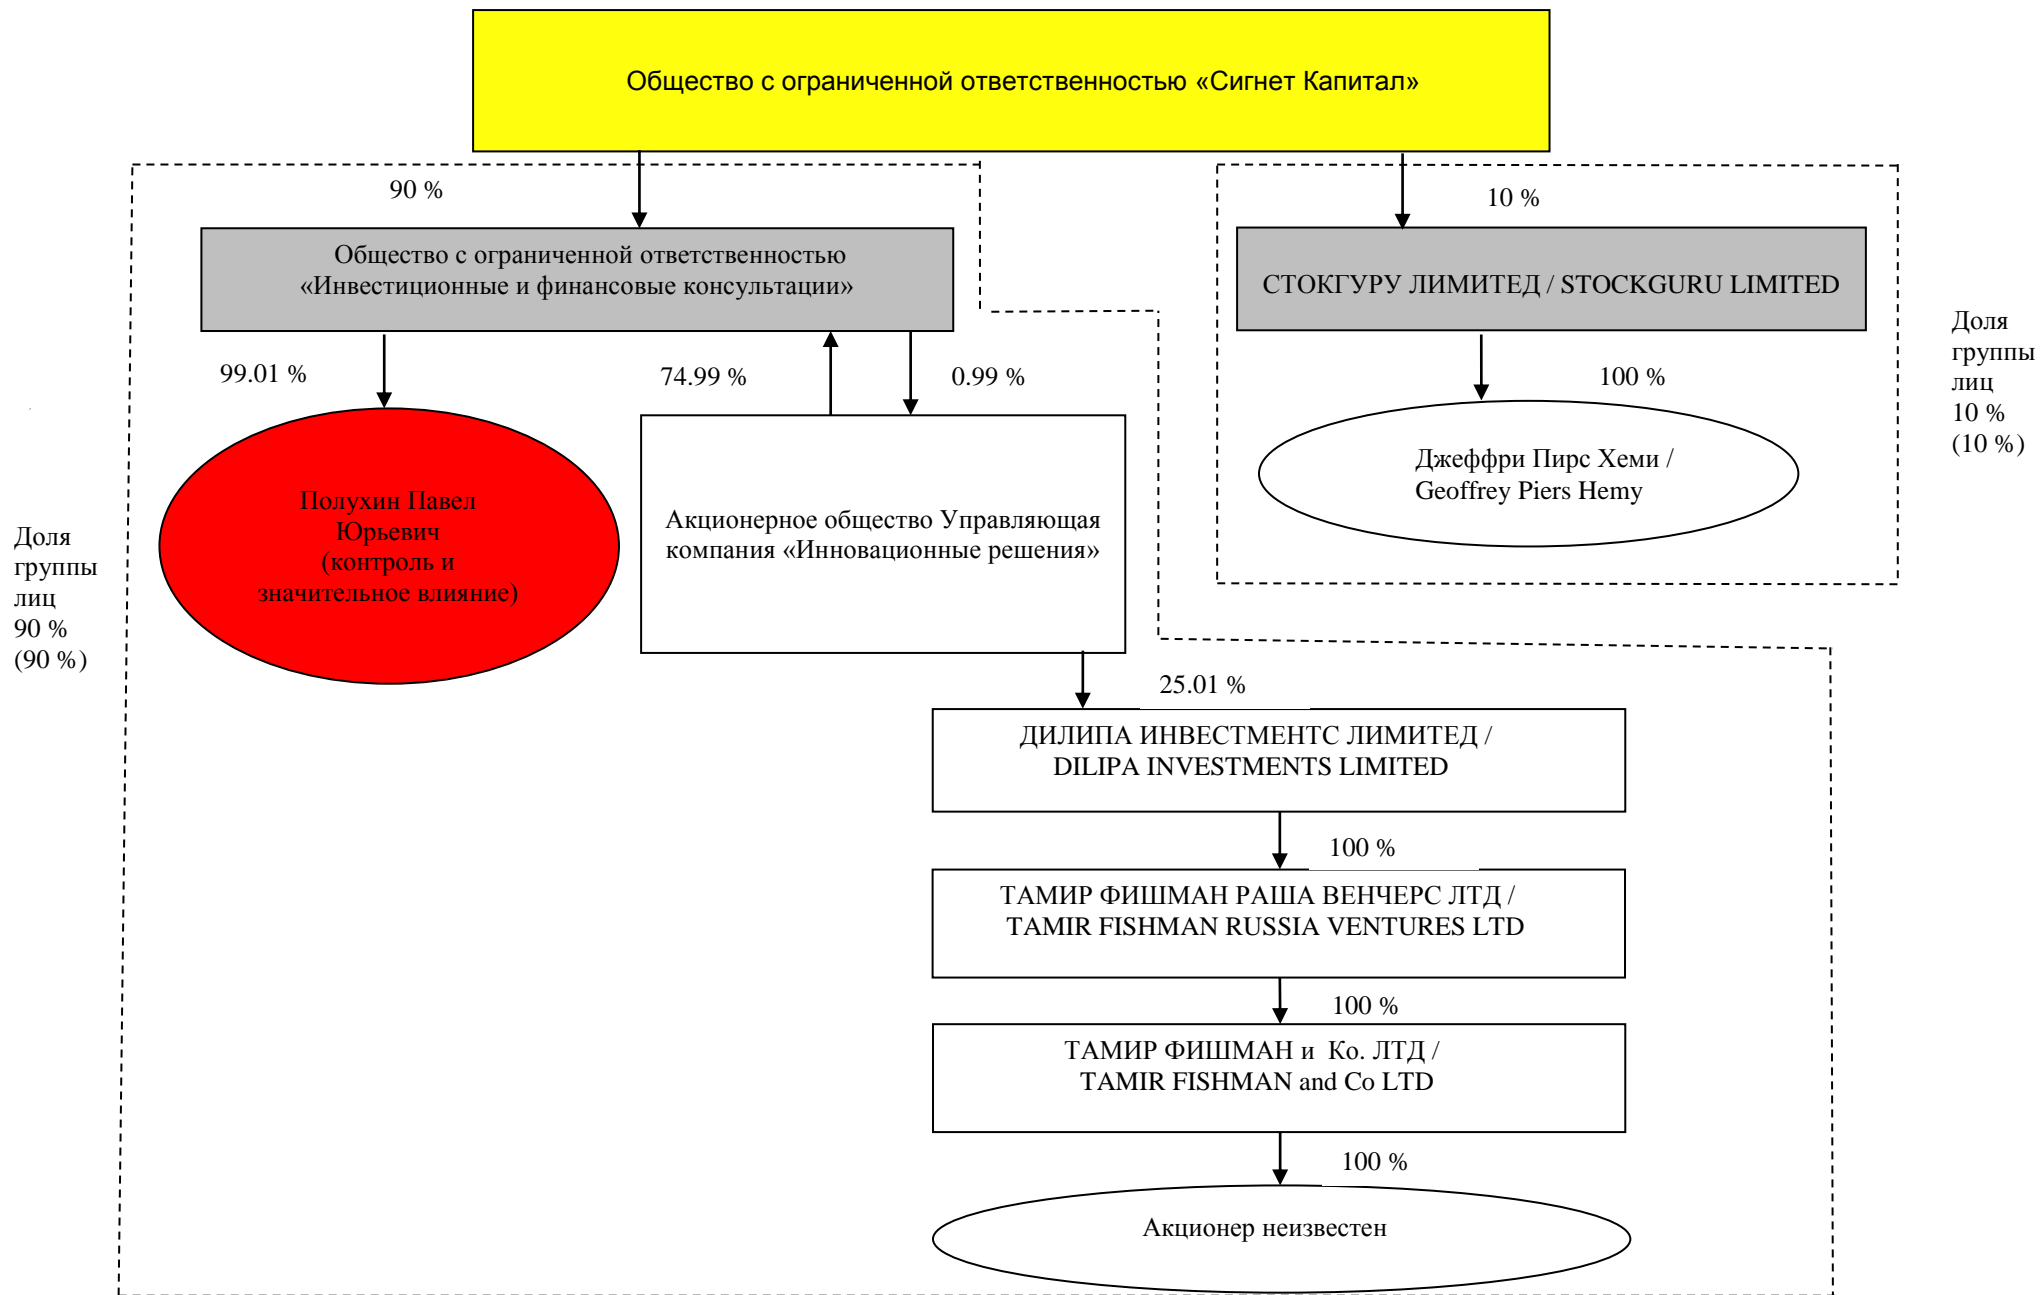 Общество с ограниченной ответственностью «Сигнет Капитал»
90 %
10 %
Общество с ограниченной ответственностью
«Инвестиционные и финансовые консультации»
СТОКГУРУ ЛИМИТЕД / STOCKGURU LIMITED
99.01 %
74.99 %
0.99 %
100 %
Доля
группы
лиц
10 %
(10 %)
Джеффри Пирс Хеми /
Geoffrey Piers Hemy
Полухин Павел
Юрьевич
(контроль и
значительное влияние)
Акционерное общество Управляющая
компания «Инновационные решения»
Доля
группы
лиц
90 %
(90 %)
25.01 %
ДИЛИПА ИНВЕСТМЕНТС ЛИМИТЕД /
DILIPA INVESTMENTS LIMITED
100 %
ТАМИР ФИШМАН РАША ВЕНЧЕРС ЛТД /
TAMIR FISHMAN RUSSIA VENTURES LTD
100 %
ТАМИР ФИШМАН и Ко. ЛТД /
TAMIR FISHMAN and Co LTD
100 %
Акционер неизвестен